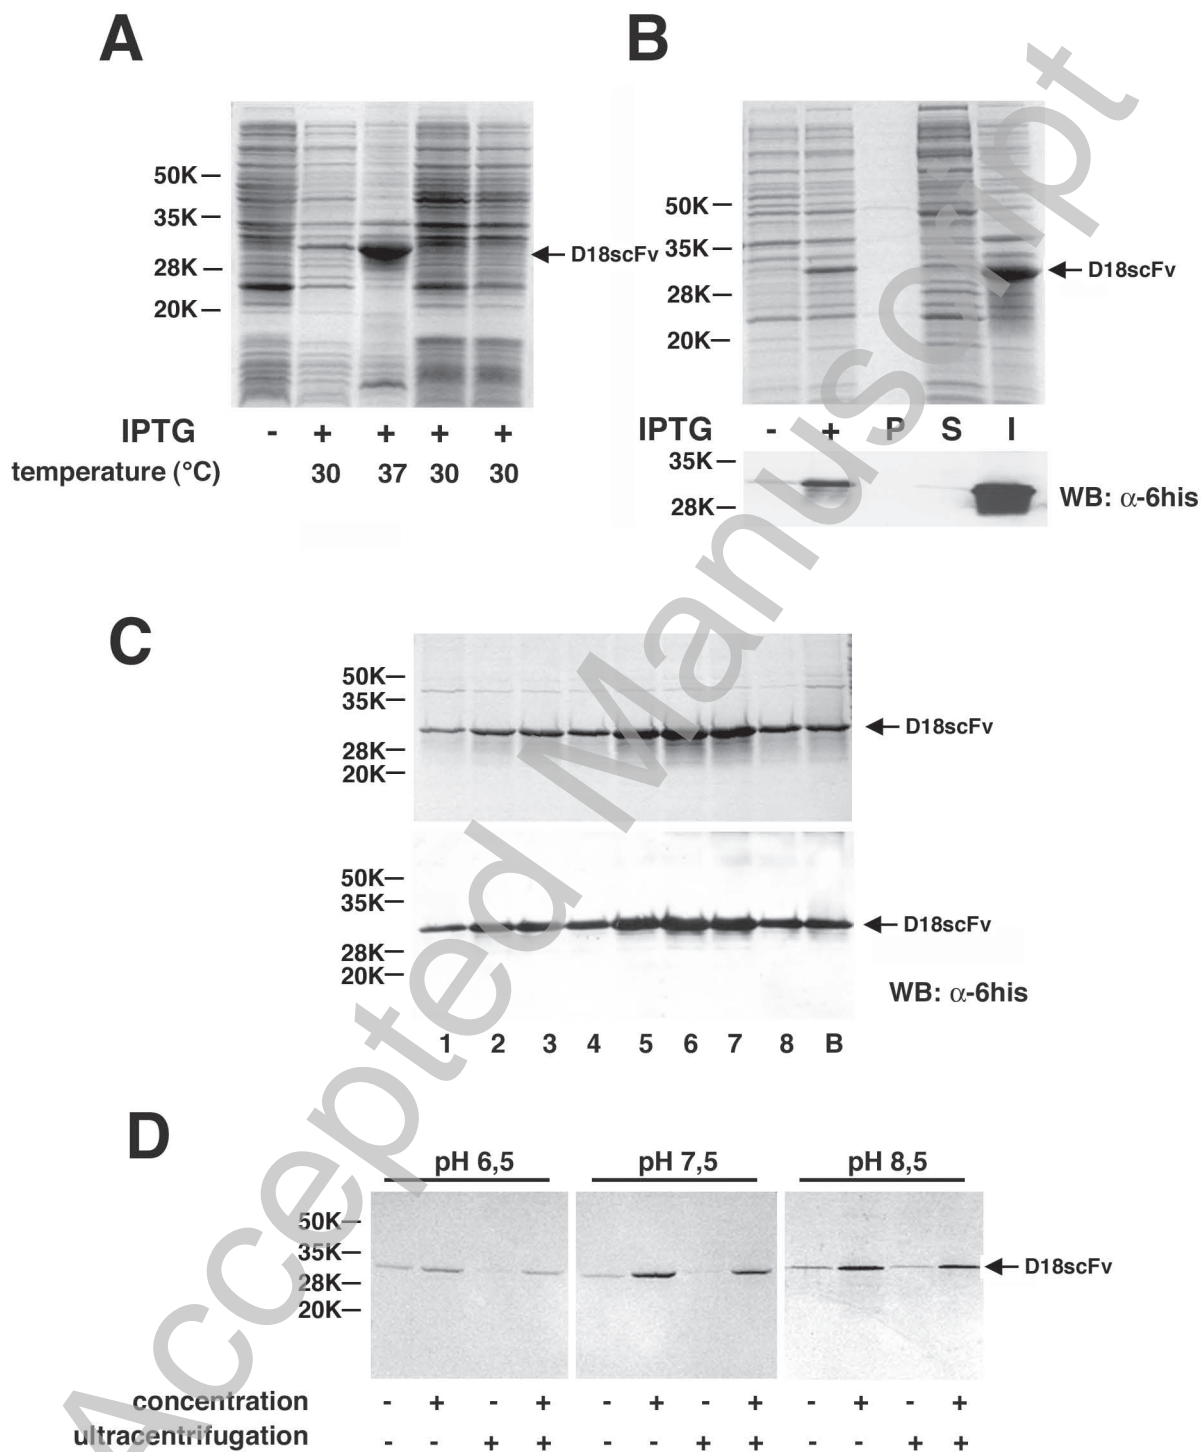 A
50K
35K
28K
20K
D18scFv
IPTG - + + + +
temperature (°C) 30 37 30 30
B
50K
35K
28K
20K
D18scFv
IPTG - + P S I
35K
28K
WB: α-6his
C
50K
35K
28K
20K
D18scFv
50K
35K
28K
20K
D18scFv
WB: α-6his
1 2 3 4 5 6 7 8 B
D
pH 6,5 pH 7,5 pH 8,5
50K
35K
28K
20K
D18scFv
concentration - + - + - + - + - + - +
ultracentrifugation - - + + - - + + - - + +
Accepted Manuscript